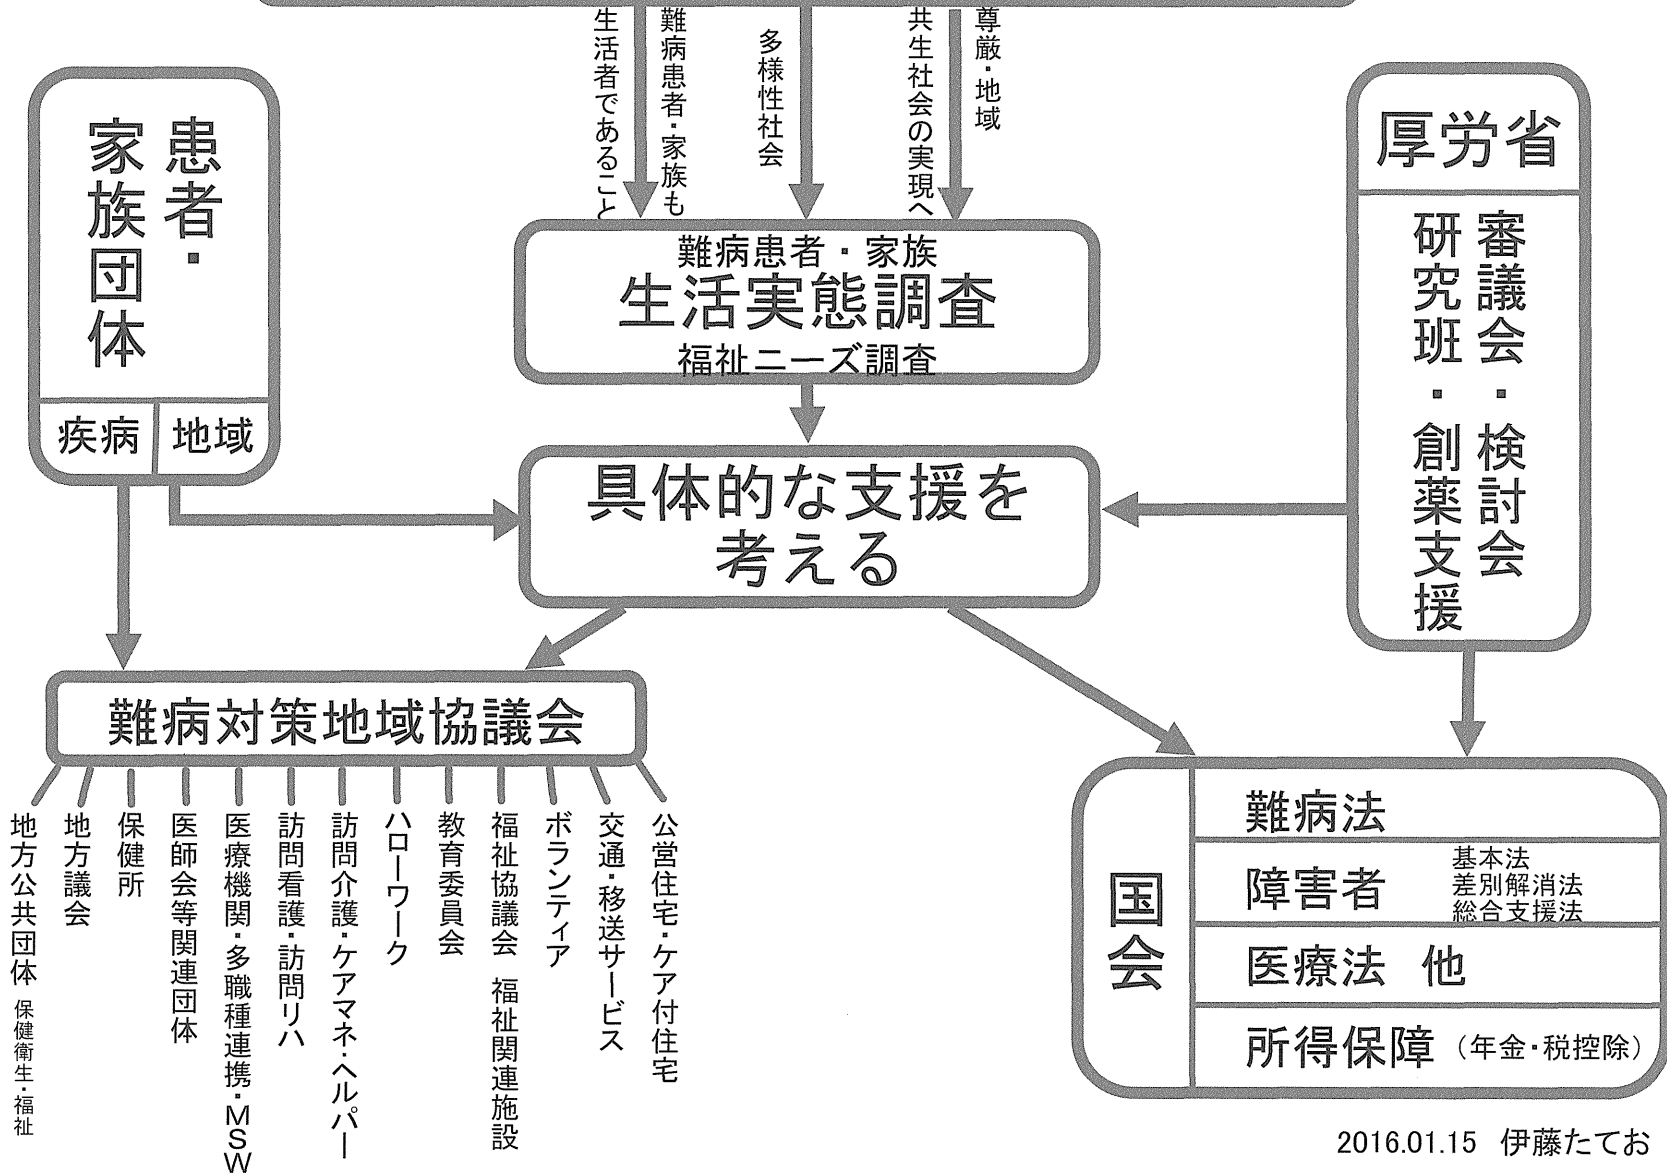 難病患者・家族も
生活者であること
多様性社会
尊厳・地域
共生社会の実現へ
患者・
家族団体
疾病
地域
難病患者・家族
生活実態調査
福祉ニーズ調査
厚労省
審議会・検討会
研究班・創薬支援
具体的な支援を
考える
難病対策地域協議会
地方公共団体 保健衛生・福祉
地方議会
保健所
医師会等関連団体
医療機関・多職種連携・MSW
訪問看護・訪問リハ
訪問介護・ケアマネ・ヘルパー
ハローワーク
教育委員会
福祉協議会 福祉関連施設
ボランティア
交通・移送サービス
公営住宅・ケア付住宅
国会
難病法
障害者
基本法
差別解消法
総合支援法
医療法 他
所得保障 (年金・税控除)
2016.01.15 伊藤たてお